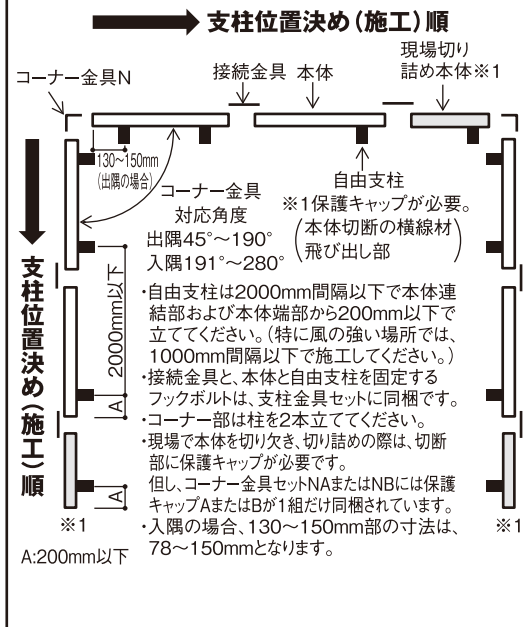 支柱位置決め（施工）順
コーナー金具N
接続金具
本体
現場切り
詰め本体※1
130〜150mm
(出隅の場合)
コーナー金具
対応角度
出隅45°〜190°
入隅191°〜280°
自由支柱
※1保護キャップが必要。
(本体切断の横線材
飛び出し部)
支柱位置決め（施工）順
2000mm以下
A
A
・自由支柱は2000mm間隔以下で本体連
結部および本体端部から200mm以下で
立ててください。（特に風の強い場所では、
1000mm間隔以下で施工してください。）
・接続金具と、本体と自由支柱を固定する
フックボルトは、支柱金具セットに同梱です。
・コーナー部は柱を2本立ててください。
・現場で本体を切り欠き、切り詰めの際は、切断
部に保護キャップが必要です。
但し、コーナー金具セットNAまたはNBには保護
キャップAまたはBが1組だけ同梱されています。
・入隅の場合、130〜150mm部の寸法は、
78〜150mmとなります。
※1
※1
A:200mm以下